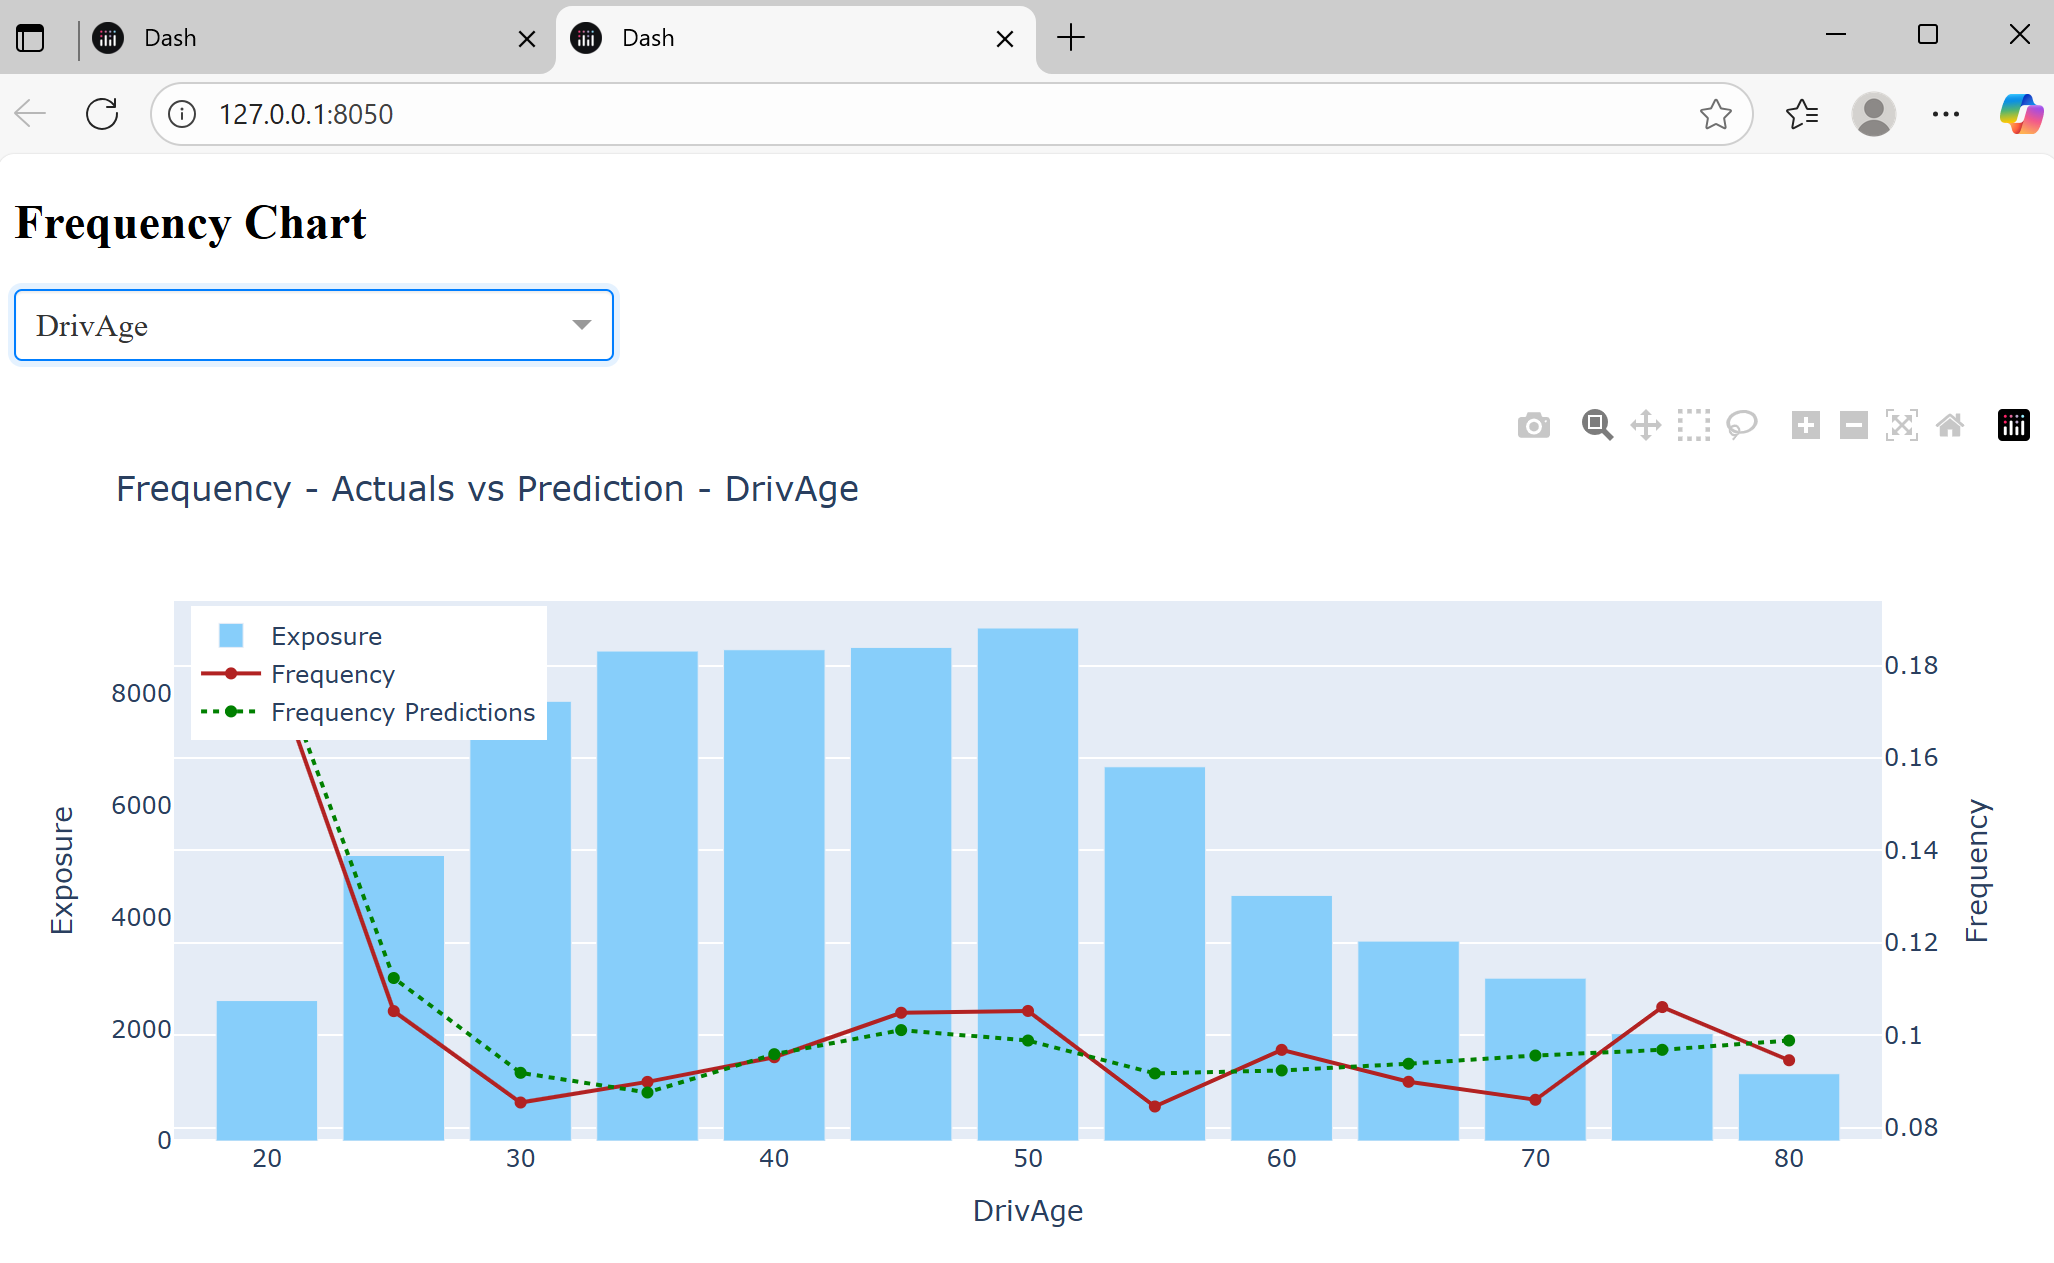 Dash
Dash
127.0.0.1:8050
Frequency Chart
DrivAge
Frequency - Actuals vs Prediction - DrivAge
Exposure
Frequency
Frequency Predictions
8000
6000
4000
2000
0
Exposure
0.18
0.16
0.14
0.12
0.1
0.08
Frequency
20 30 40 50 60 70 80
DrivAge